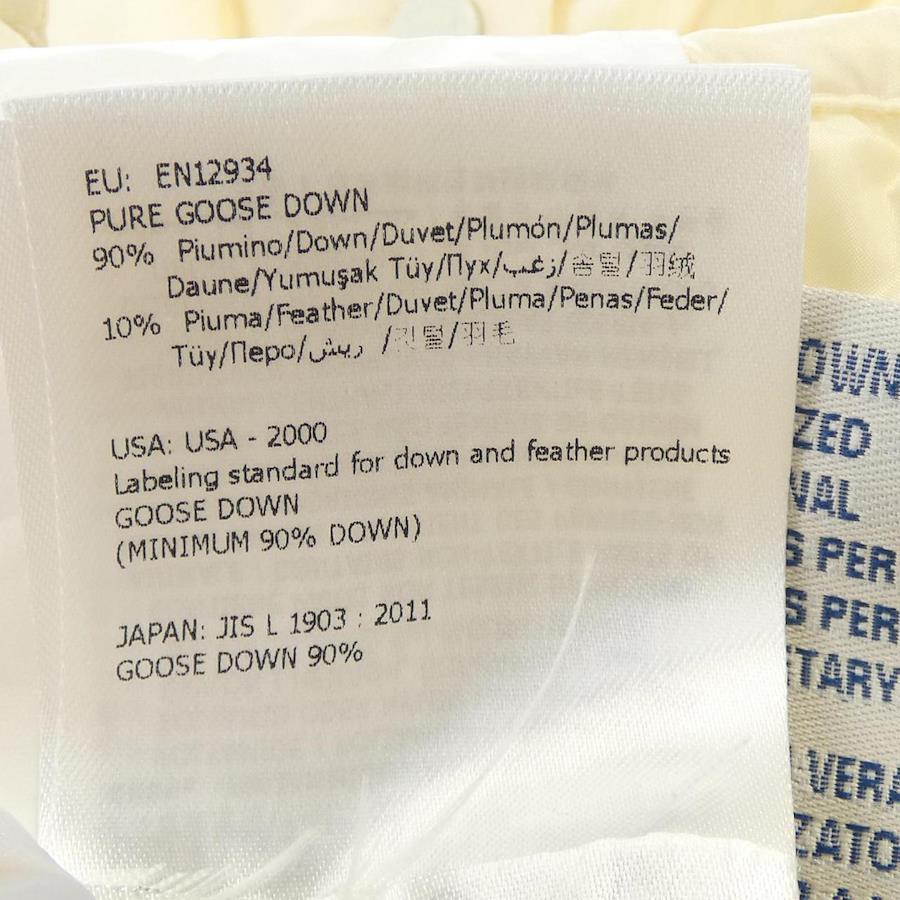 EU: EN12934
PURE GOOSE DOWN
90% Piumino/Down/Duvet/Plumón/Plumas/
Daune/Yumuşak Tüy/Пух/زغب/솜털/羽绒
10% Piuma/Feather/Duvet/Pluma/Penas/Feder/
Tüy/Перо/ريش /깃털/羽毛
USA: USA - 2000
Labeling standard for down and feather products
GOOSE DOWN
(MINIMUM 90% DOWN)
JAPAN: JIS L 1903 : 2011
GOOSE DOWN 90%
OWN
ZED
NAL
S PER
S PER
TARY
VERA
ZATO